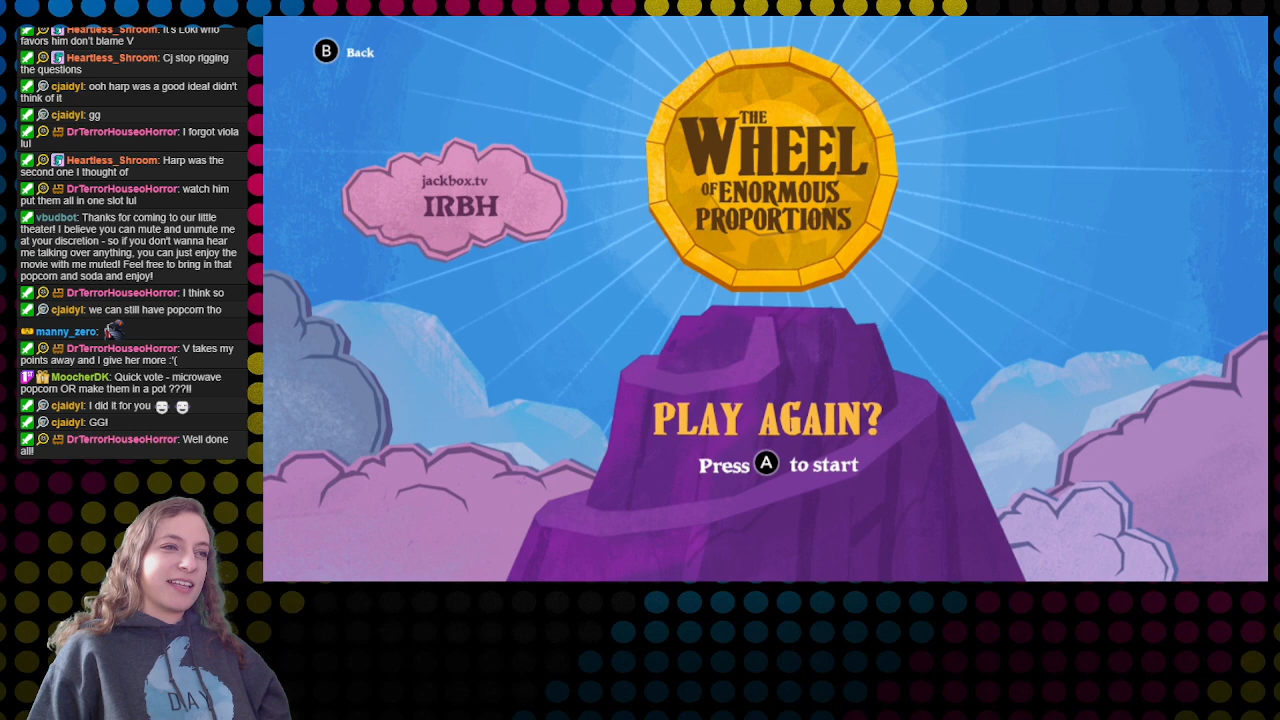 Heartless_Shroom: It's Loki who
favors him don't blame V
Heartless_Shroom: Cj stop rigging
the questions
cjaidyl: ooh harp was a good ideal didn't
think of it
cjaidyl: gg
DrTerrorHouseoHorror: I forgot viola
lul
Heartless_Shroom: Harp was the
second one I thought of
DrTerrorHouseoHorror: watch him
put them all in one slot lul
vbudbot: Thanks for coming to our little
theater! I believe you can mute and unmute me
at your discretion - so if you don't wanna hear
me talking over anything, you can just enjoy the
movie with me muted! Feel free to bring in that
popcorn and soda and enjoy!
DrTerrorHouseoHorror: I think so
cjaidyl: we can still have popcorn tho
manny_zero:
DrTerrorHouseoHorror: V takes my
points away and I give her more :'(
MoocherDK: Quick vote - microwave
popcorn OR make them in a pot ???!!
cjaidyl: I did it for you
cjaidyl: GG!
DrTerrorHouseoHorror: Well done
all!
B Back
jackbox.tv
IRBH
THE
WHEEL
OF ENORMOUS
PROPORTIONS
PLAY AGAIN?
Press A to start
DAY